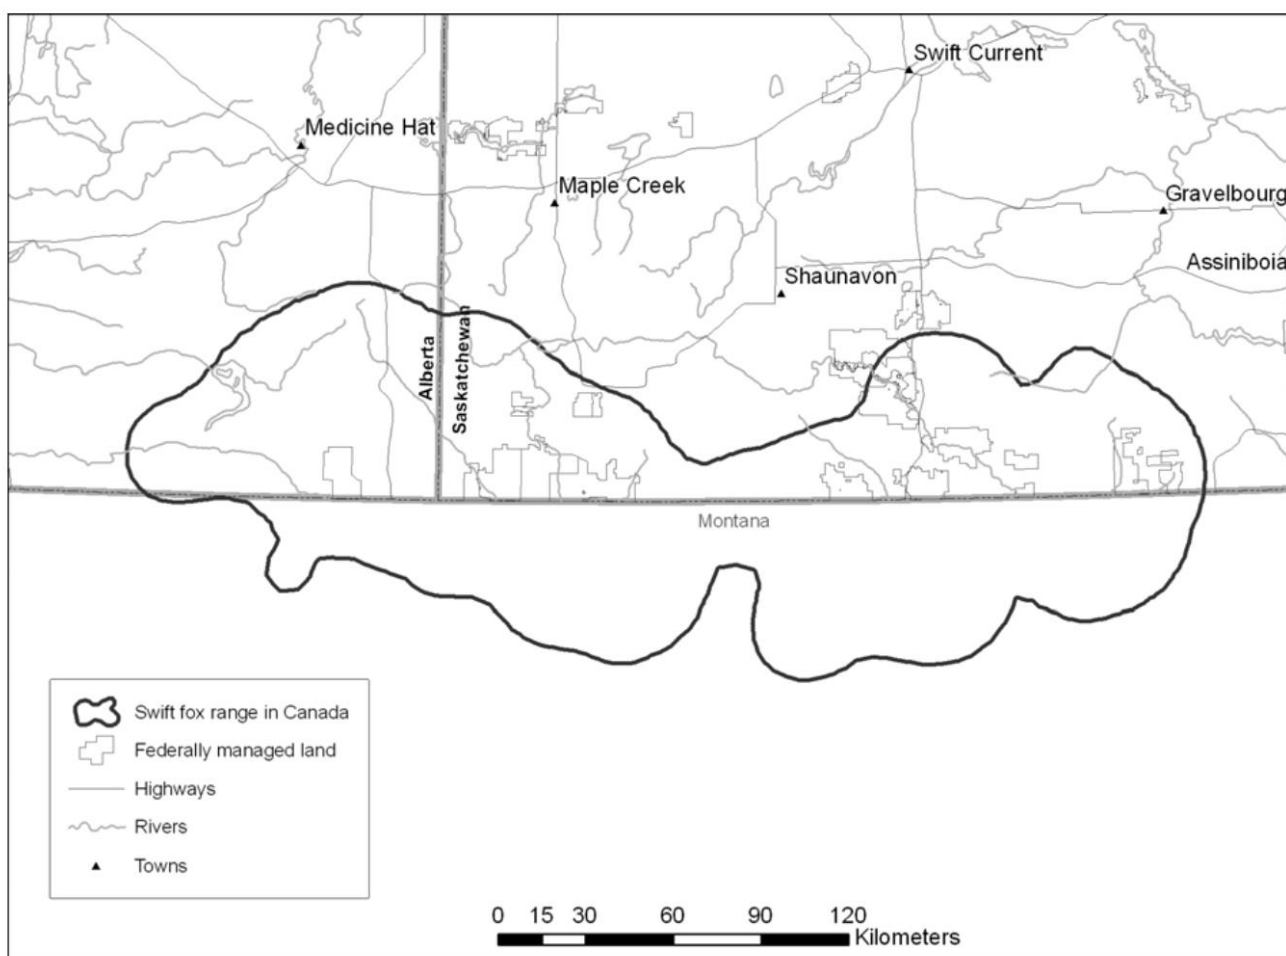 Swift Current
Medicine Hat
Maple Creek
Gravelbourg
Assiniboia
Shaunavon
Alberta
Saskatchewan
Montana
Swift fox range in Canada
Federally managed land
Highways
Rivers
Towns
0 15 30 60 90 120
Kilometers